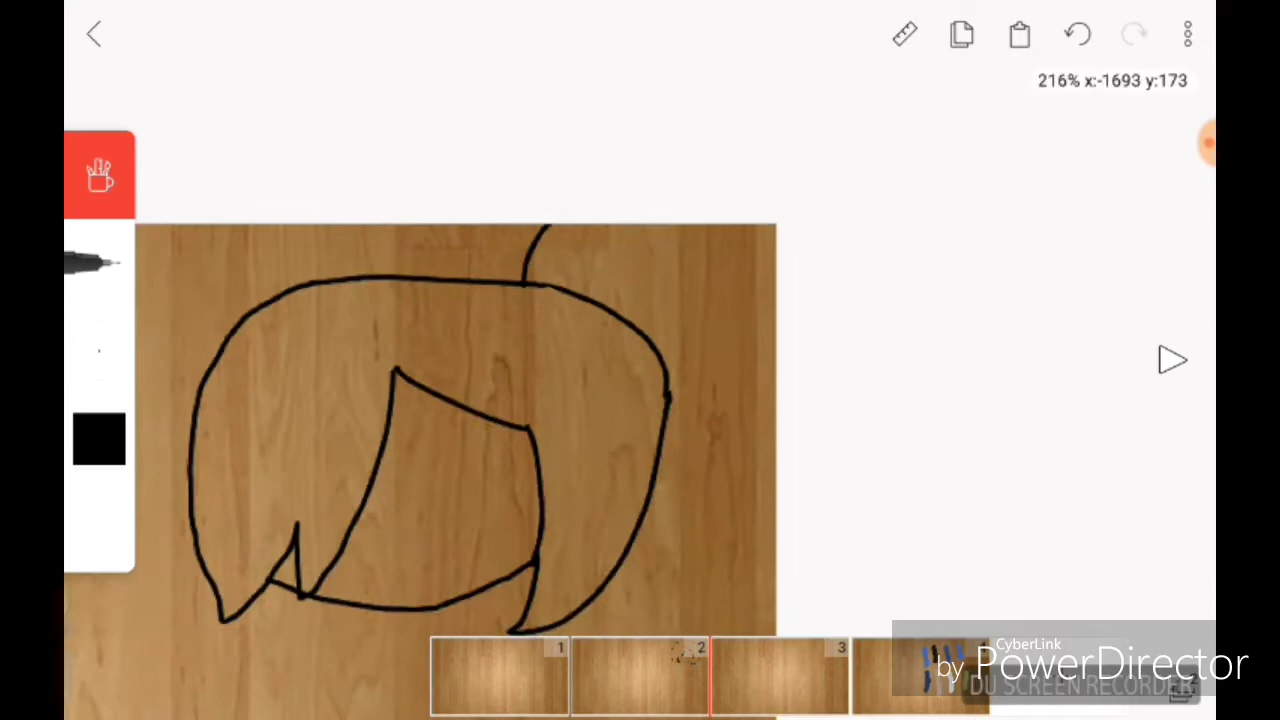 216% x:-1693 y:173
1
2
3
CyberLink
by PowerDirector
DU SCREEN RECORDER